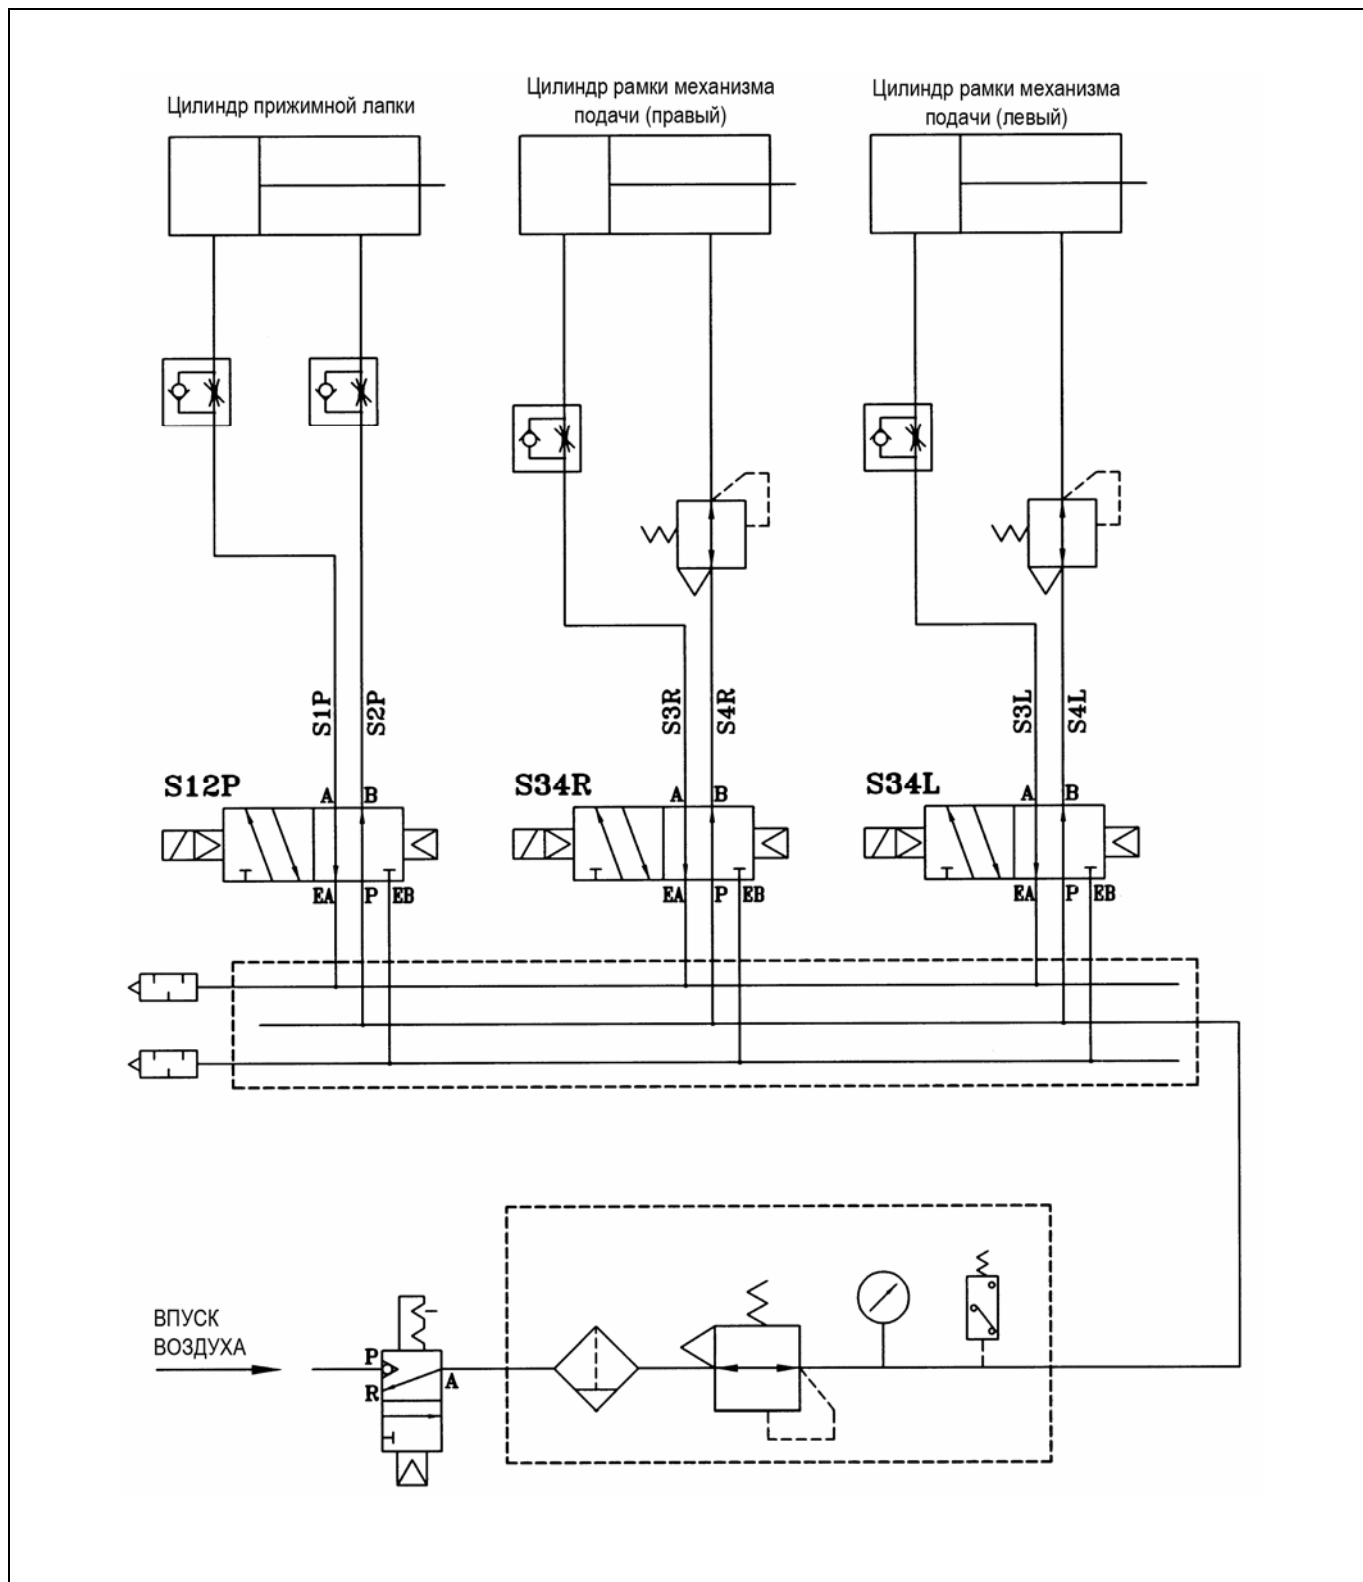 Цилиндр прижимной лапки
Цилиндр рамки механизма
подачи (правый)
Цилиндр рамки механизма
подачи (левый)
S1P
S2P
S3R
S4R
S3L
S4L
S12P
A
B
S34R
A
B
S34L
A
B
EA
P
EB
EA
P
EB
EA
P
EB
ВПУСК
ВОЗДУХА
P
R
A